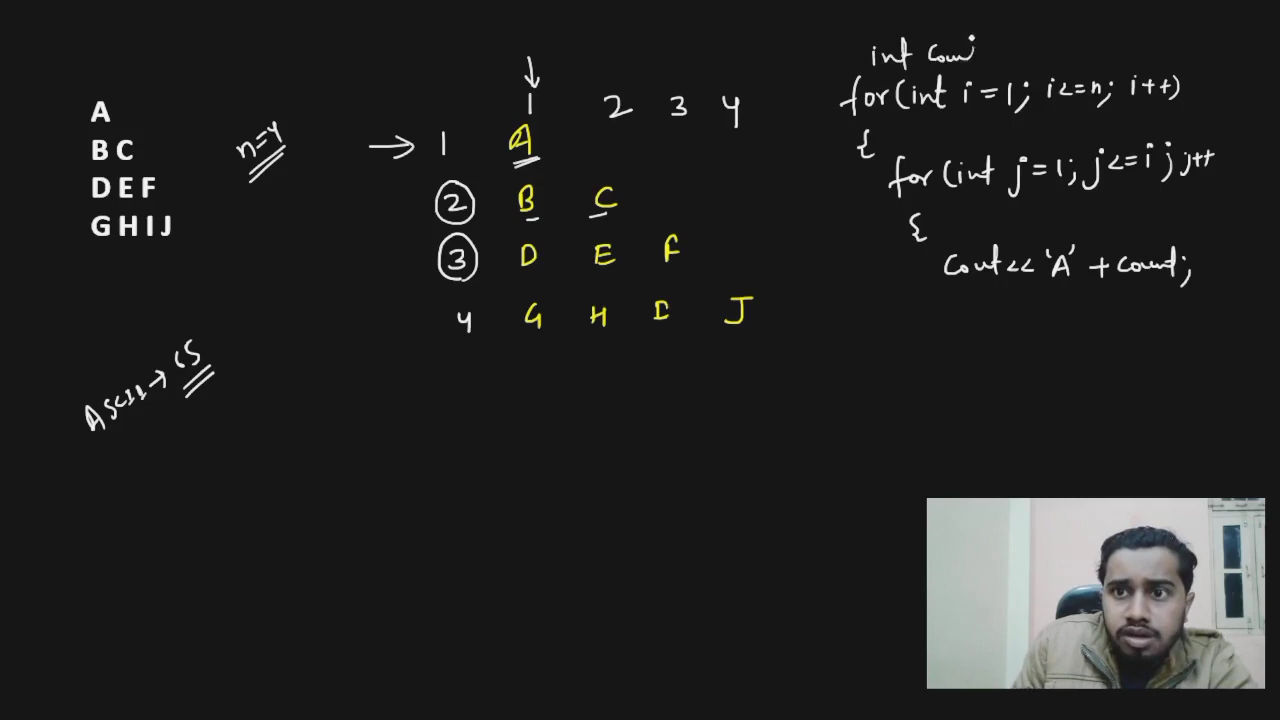 A
B C
D E F
G H I J
n=4
Ascii → 65
1 2 3 4
1 A
2 B C
3 D E F
4 G H I J
int coun
for(int i=1; i<=n; i++)
{
for(int j=1; j<=i; j++
{
cout<< 'A' + count;